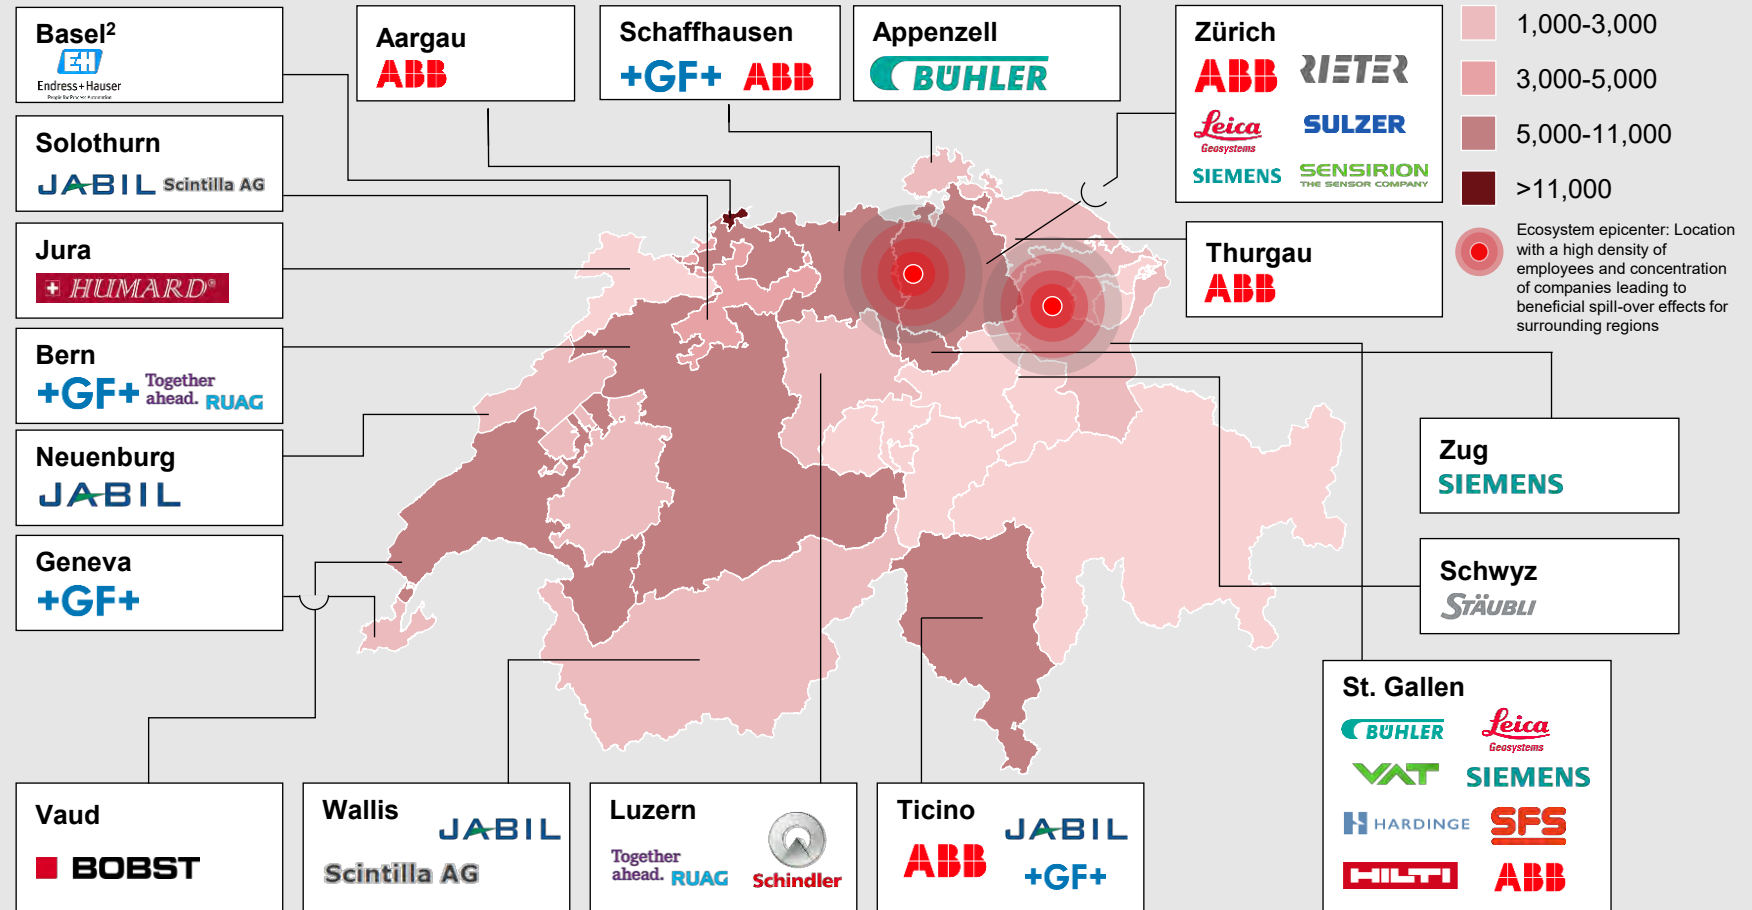 Basel²
EH
Endress+Hauser
People for Process Automation
Aargau
ABB
Schaffhausen
+GF+ ABB
Appenzell
BÜHLER
Zürich
ABB RIETER
Leica
Geosystems
SULZER
SIEMENS
SENSIRION
THE SENSOR COMPANY
1,000-3,000
3,000-5,000
5,000-11,000
>11,000
Ecosystem epicenter: Location
with a high density of
employees and concentration
of companies leading to
beneficial spill-over effects for
surrounding regions
Solothurn
JABIL Scintilla AG
Jura
HUMARD®
Thurgau
ABB
Bern
+GF+
Together
ahead. RUAG
Neuenburg
JABIL
Geneva
+GF+
Zug
SIEMENS
Schwyz
STÄUBLI
St. Gallen
BÜHLER
Leica
Geosystems
VAT SIEMENS
HARDINGE SFS
HILTI ABB
Vaud
BOBST
Wallis
JABIL
Scintilla AG
Luzern
Together
ahead. RUAG
Schindler
Ticino
JABIL
ABB
+GF+